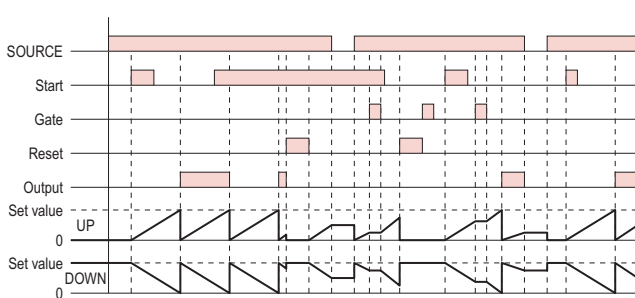 SOURCE
Start
Gate
Reset
Output
Set value
UP
0
Set value
DOWN
0